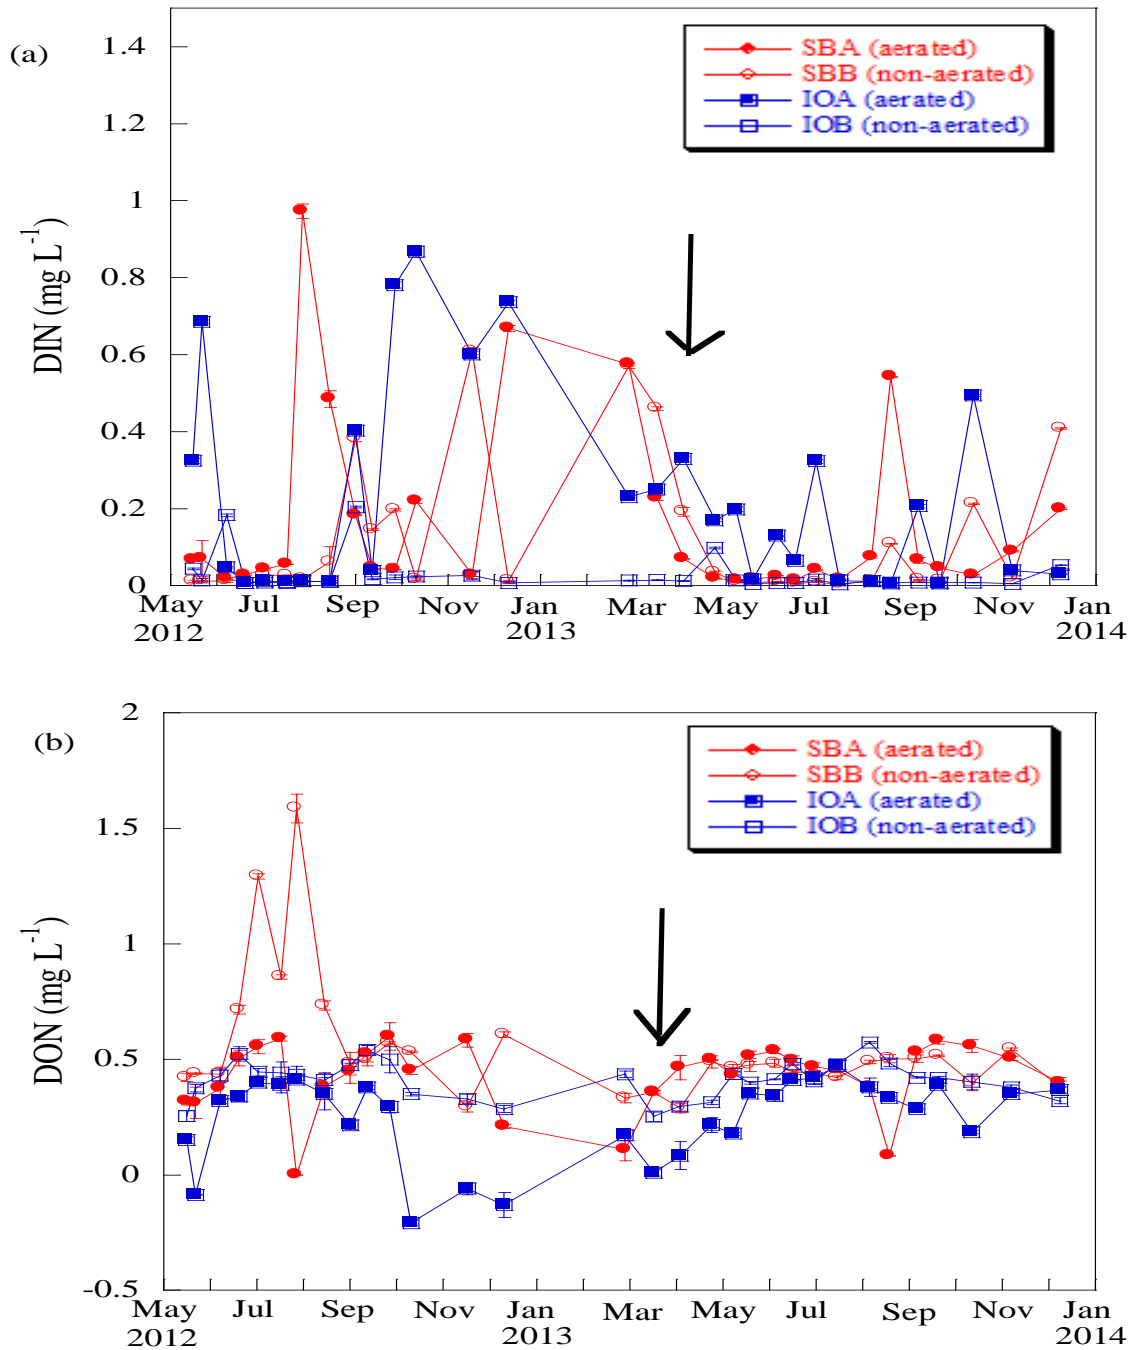 (a)
SBA (aerated)
SBB (non-aerated)
IOA (aerated)
IOB (non-aerated)
DIN (mg L-1)
1.4
1.2
1
0.8
0.6
0.4
0.2
0
May Jul Sep Nov Jan Mar May Jul Sep Nov Jan
2012 2013 2014
(b)
SBA (aerated)
SBB (non-aerated)
IOA (aerated)
IOB (non-aerated)
DON (mg L-1)
2
1.5
1
0.5
0
-0.5
May Jul Sep Nov Jan Mar May Jul Sep Nov Jan
2012 2013 2014